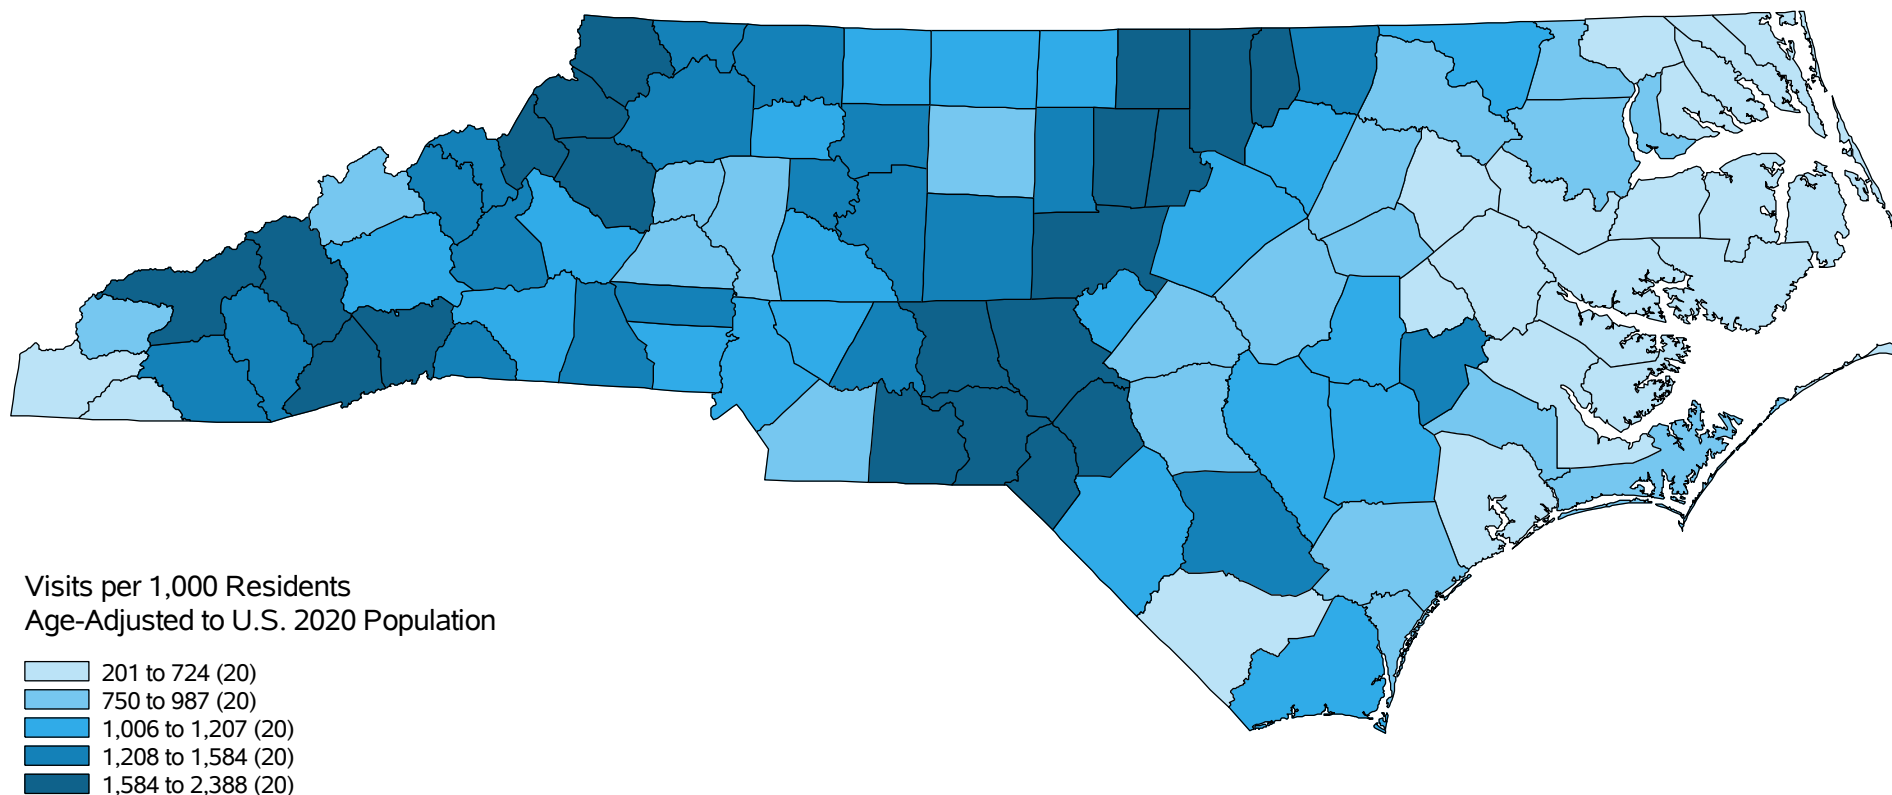 Visits per 1,000 Residents
Age-Adjusted to U.S. 2020 Population
201 to 724 (20)
750 to 987 (20)
1,006 to 1,207 (20)
1,208 to 1,584 (20)
1,584 to 2,388 (20)